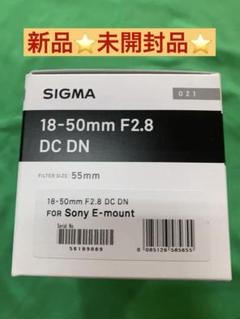 新品⭐未開封品⭐
SIGMA
021
18-50mm F2.8
DC DN
FILTER SIZE 55mm
18-50mm F2.8 DC DN
FOR Sony E-mount
Serial No